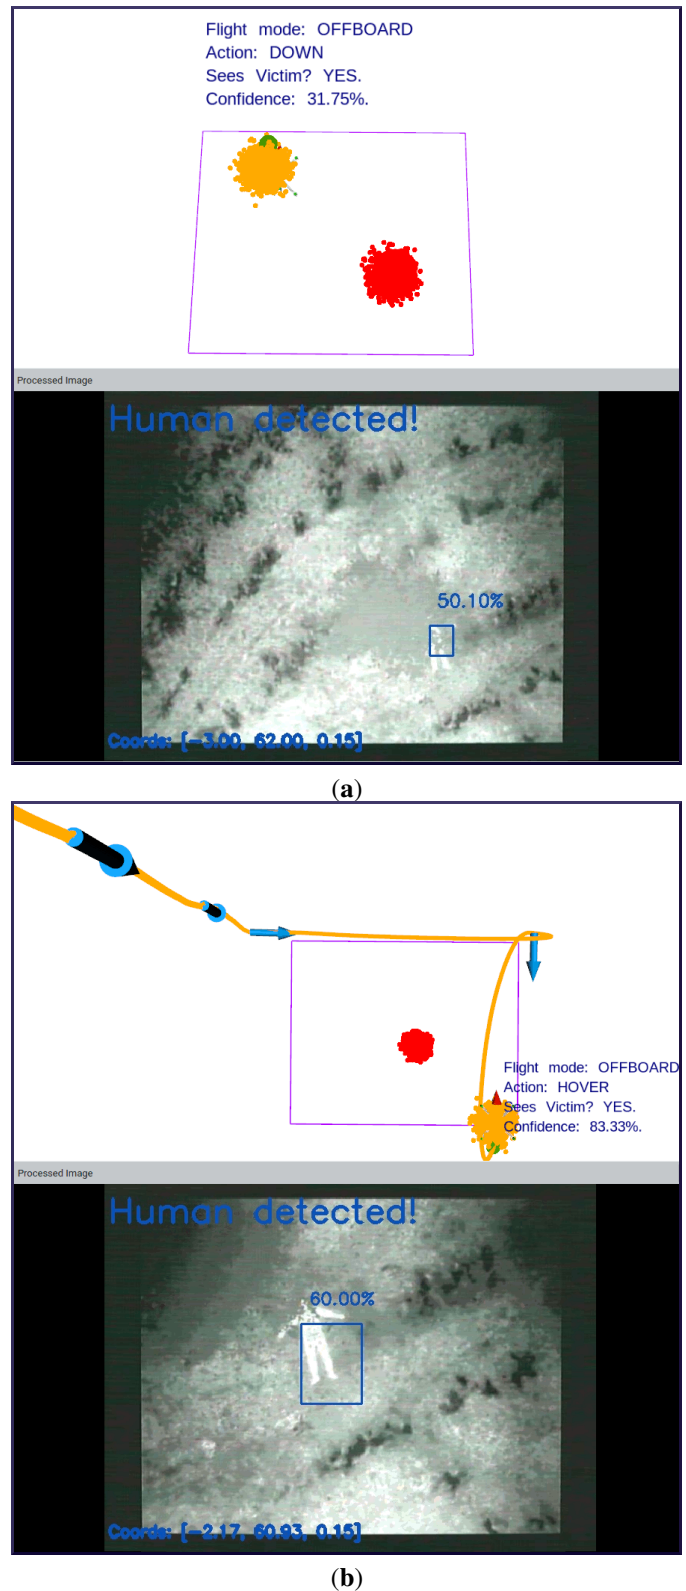 Flight mode: OFFBOARD
Action: DOWN
Sees Victim? YES.
Confidence: 31.75%.
Processed Image
Human detected!
50.10%
Coords: [-3.00, 62.00, 0.15]
(a)
Flight mode: OFFBOARD
Action: HOVER
Sees Victim? YES.
Confidence: 83.33%.
Processed Image
Human detected!
60.00%
Coords: [-2.17, 60.93, 0.15]
(b)